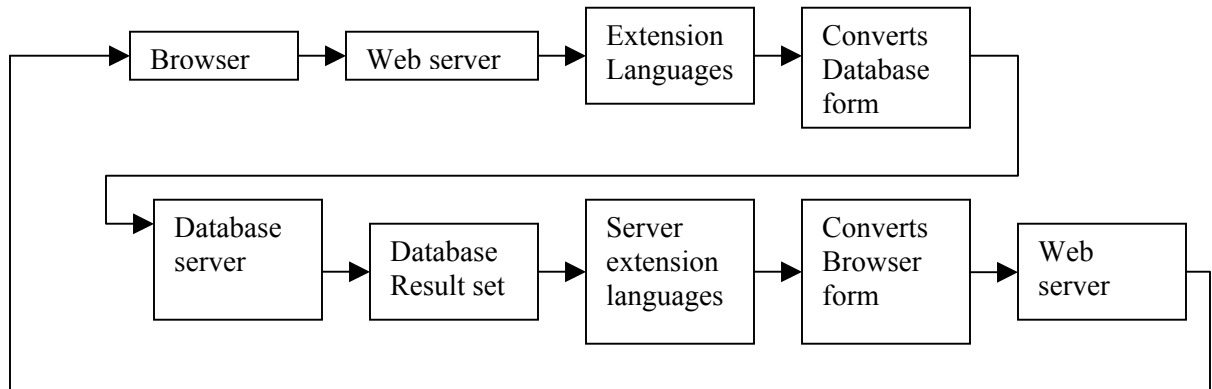 Browser
Web server
Extension
Languages
Converts
Database
form
Database
server
Database
Result set
Server
extension
languages
Converts
Browser
form
Web
server